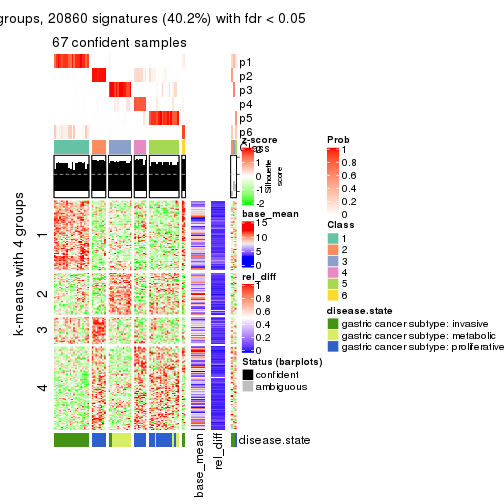 groups, 20860 signatures (40.2%) with fdr < 0.05
67 confident samples
p1
p2
p3
p4
p5
p6
Class
Silhouette
score
1
2
3
4
k-means with 4 groups
disease.state
base_mean
rel_diff
z-score
2
1
0
-1
-2
base_mean
15
10
5
0
rel_diff
1
0.8
0.6
0.4
0.2
0
Status (barplots)
confident
ambiguous
Prob
1
0.8
0.6
0.4
0.2
0
Class
1
2
3
4
5
6
disease.state
gastric cancer subtype: invasive
gastric cancer subtype: metabolic
gastric cancer subtype: proliferative